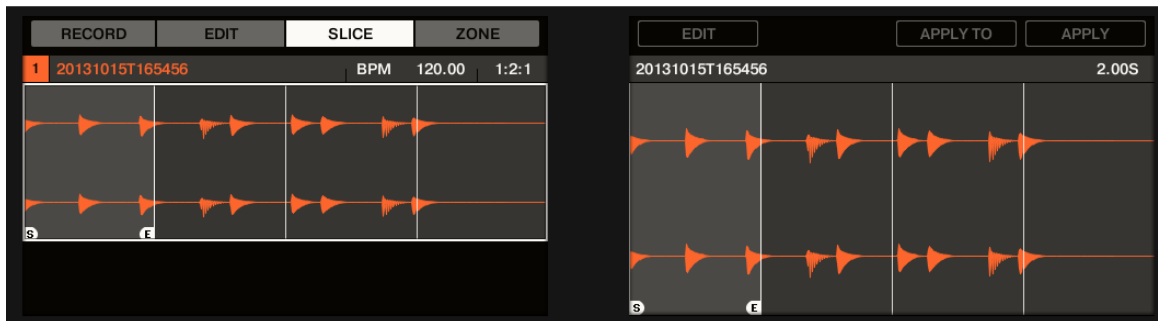 RECORD EDIT SLICE ZONE
1 20131015T165456 BPM 120.00 1:2:1
S E
EDIT APPLY TO APPLY
20131015T165456 2.00S
S E